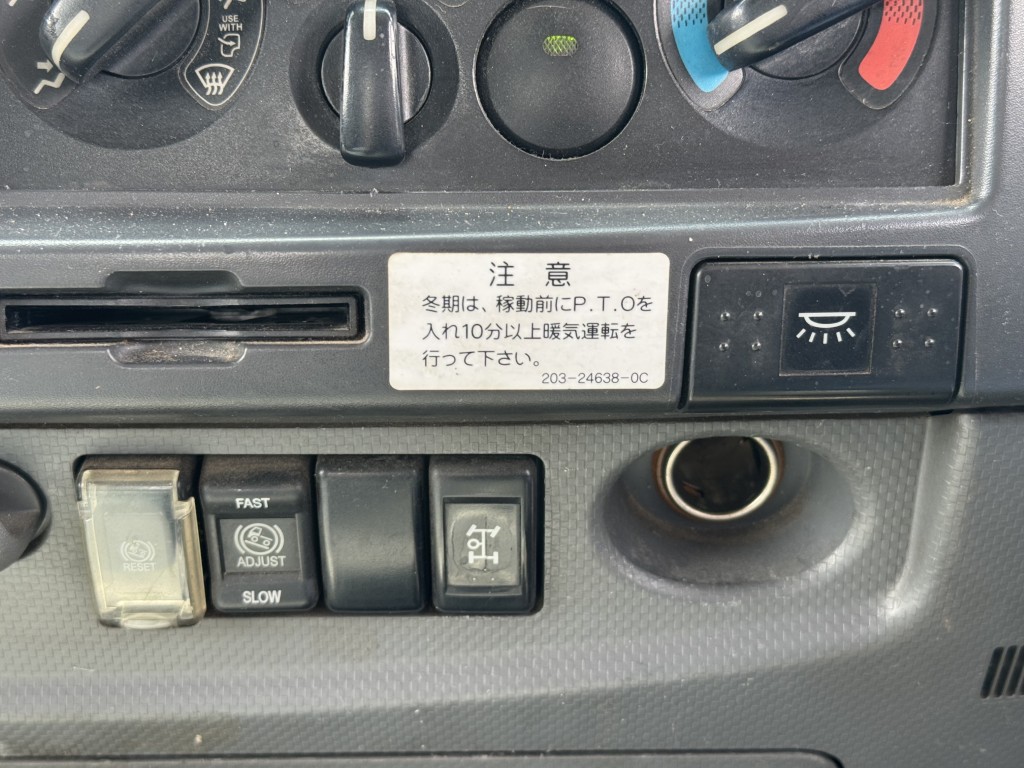 USE
WITH
注 意
冬期は、稼動前にP.T.Oを
入れ10分以上暖気運転を
行って下さい。
203-24638-0C
FAST
RESET
ADJUST
SLOW